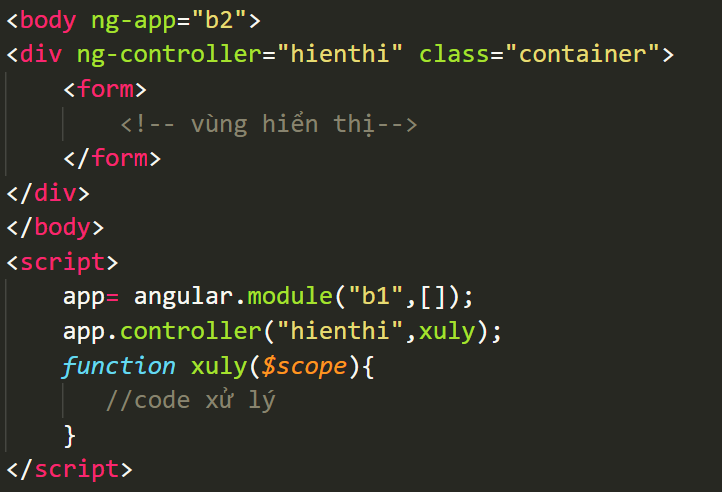 <body ng-app="b2">
<div ng-controller="hienthi" class="container">
<form>
<!-- vùng hiển thị-->
</form>
</div>
</body>
<script>
app= angular.module("b1",[]);
app.controller("hienthi",xuly);
function xuly($scope){
//code xử lý
}
</script>